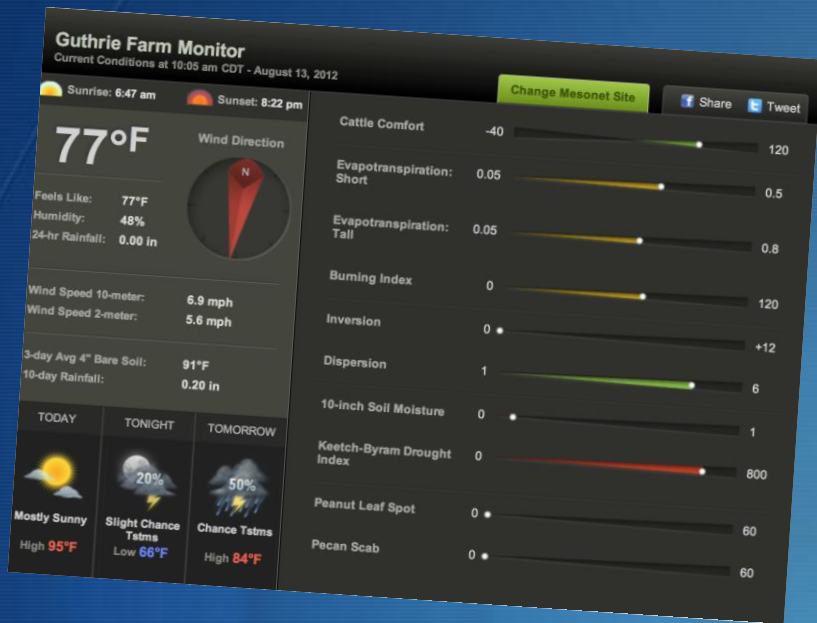 Guthrie Farm Monitor
Current Conditions at 10:05 am CDT - August 13, 2012
Change Mesonet Site
Share
Tweet
Sunrise: 6:47 am
Sunset: 8:22 pm
77°F
Wind Direction
N
Feels Like: 77°F
Humidity: 48%
24-hr Rainfall: 0.00 in
Wind Speed 10-meter: 6.9 mph
Wind Speed 2-meter: 5.6 mph
3-day Avg 4" Bare Soil: 91°F
10-day Rainfall: 0.20 in
TODAY
Mostly Sunny
High 95°F
TONIGHT
20%
Slight Chance
Tstms
Low 66°F
TOMORROW
50%
Chance Tstms
High 84°F
Cattle Comfort -40 120
Evapotranspiration:
Short 0.05 0.5
Evapotranspiration:
Tall 0.05 0.8
Burning Index 0 120
Inversion 0 +12
Dispersion 1 6
10-inch Soil Moisture 0 1
Keetch-Byram Drought
Index 0 800
Peanut Leaf Spot 0 60
Pecan Scab 0 60